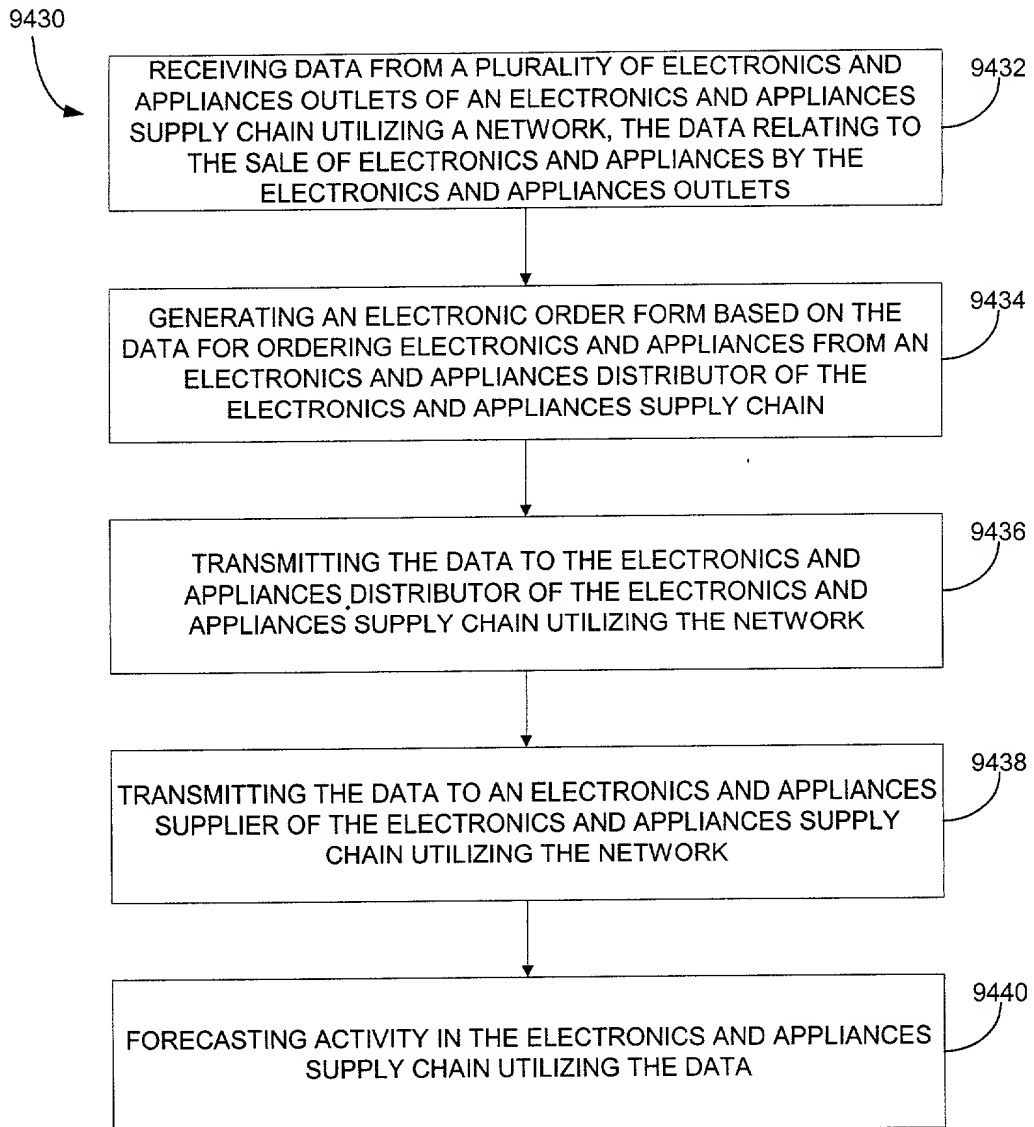 9430
RECEIVING DATA FROM A PLURALITY OF ELECTRONICS AND
APPLIANCES OUTLETS OF AN ELECTRONICS AND APPLIANCES
SUPPLY CHAIN UTILIZING A NETWORK, THE DATA RELATING TO
THE SALE OF ELECTRONICS AND APPLIANCES BY THE
ELECTRONICS AND APPLIANCES OUTLETS
9432
GENERATING AN ELECTRONIC ORDER FORM BASED ON THE
DATA FOR ORDERING ELECTRONICS AND APPLIANCES FROM AN
ELECTRONICS AND APPLIANCES DISTRIBUTOR OF THE
ELECTRONICS AND APPLIANCES SUPPLY CHAIN
9434
TRANSMITTING THE DATA TO THE ELECTRONICS AND
APPLIANCES DISTRIBUTOR OF THE ELECTRONICS AND
APPLIANCES SUPPLY CHAIN UTILIZING THE NETWORK
9436
TRANSMITTING THE DATA TO AN ELECTRONICS AND APPLIANCES
SUPPLIER OF THE ELECTRONICS AND APPLIANCES SUPPLY
CHAIN UTILIZING THE NETWORK
9438
FORECASTING ACTIVITY IN THE ELECTRONICS AND APPLIANCES
SUPPLY CHAIN UTILIZING THE DATA
9440